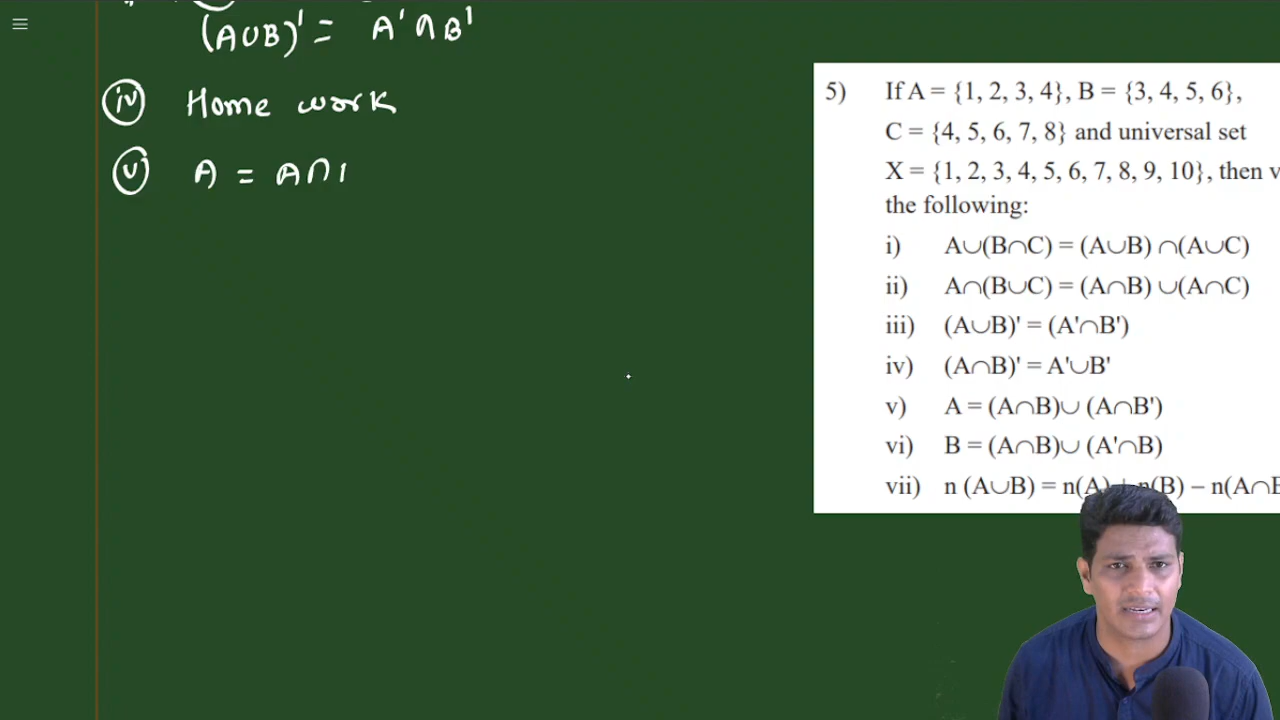 (A∪B)' = A' ∩ B'
iv Home work
v A = A∩
5) If A = {1, 2, 3, 4}, B = {3, 4, 5, 6},
C = {4, 5, 6, 7, 8} and universal set
X = {1, 2, 3, 4, 5, 6, 7, 8, 9, 10}, then v
the following:
i) A∪(B∩C) = (A∪B) ∩(A∪C)
ii) A∩(B∪C) = (A∩B) ∪(A∩C)
iii) (A∪B)' = (A'∩B')
iv) (A∩B)' = A'∪B'
v) A = (A∩B)∪ (A∩B')
vi) B = (A∩B)∪ (A'∩B)
vii) n (A∪B) = n(A) + n(B) − n(A∩B